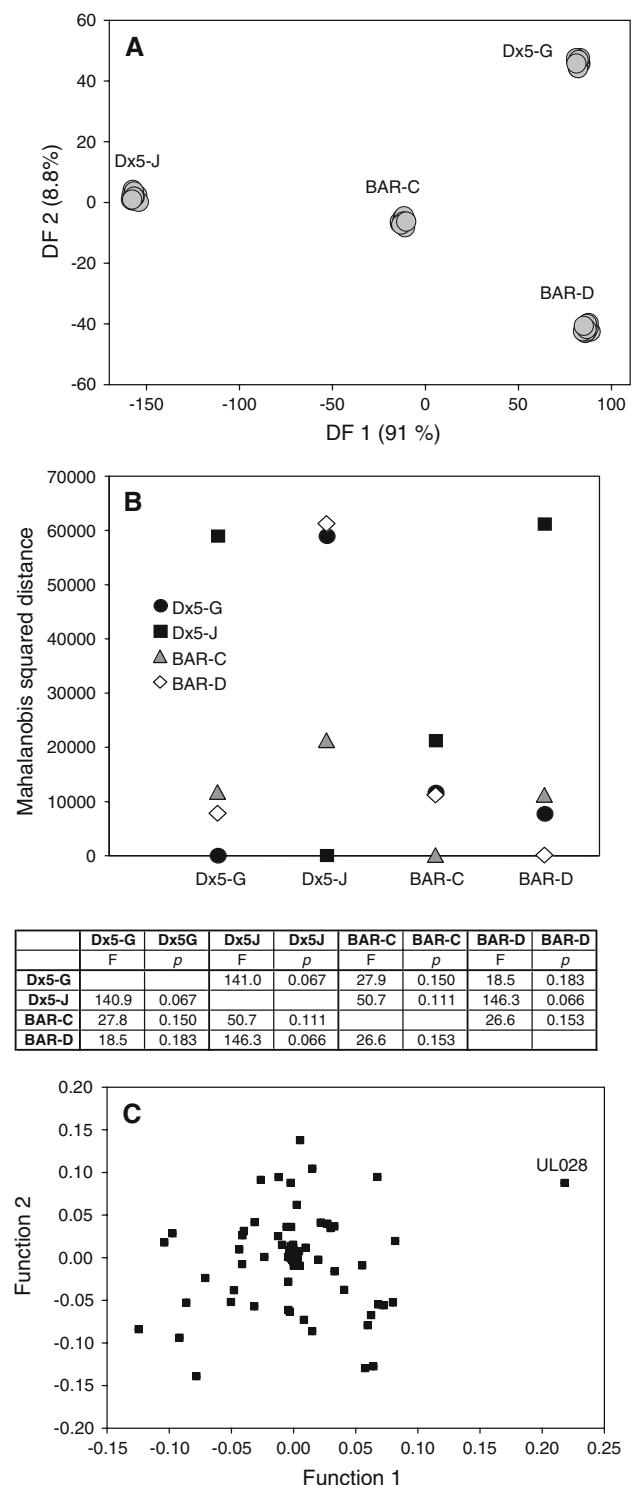 A
60
40
20
0
-20
-40
-60
DF 2 (8.8%)
Dx5-G
Dx5-J
BAR-C
BAR-D
-150 -100 -50 0 50 100
DF 1 (91 %)
B
70000
60000
50000
40000
30000
20000
10000
0
Mahalanobis squared distance
Dx5-G
Dx5-J
BAR-C
BAR-D
Dx5-G Dx5-J BAR-C BAR-D
Dx5-G Dx5G Dx5J Dx5J BAR-C BAR-C BAR-D BAR-D
F p F p F p F p
Dx5-G 141.0 0.067 27.9 0.150 18.5 0.183
Dx5-J 140.9 0.067 50.7 0.111 146.3 0.066
BAR-C 27.8 0.150 50.7 0.111 26.6 0.153
BAR-D 18.5 0.183 146.3 0.066 26.6 0.153
C
0.20
0.15
0.10
0.05
0.00
-0.05
-0.10
-0.15
-0.20
Function 2
UL028
-0.15 -0.10 -0.05 0.00 0.05 0.10 0.15 0.20 0.25
Function 1